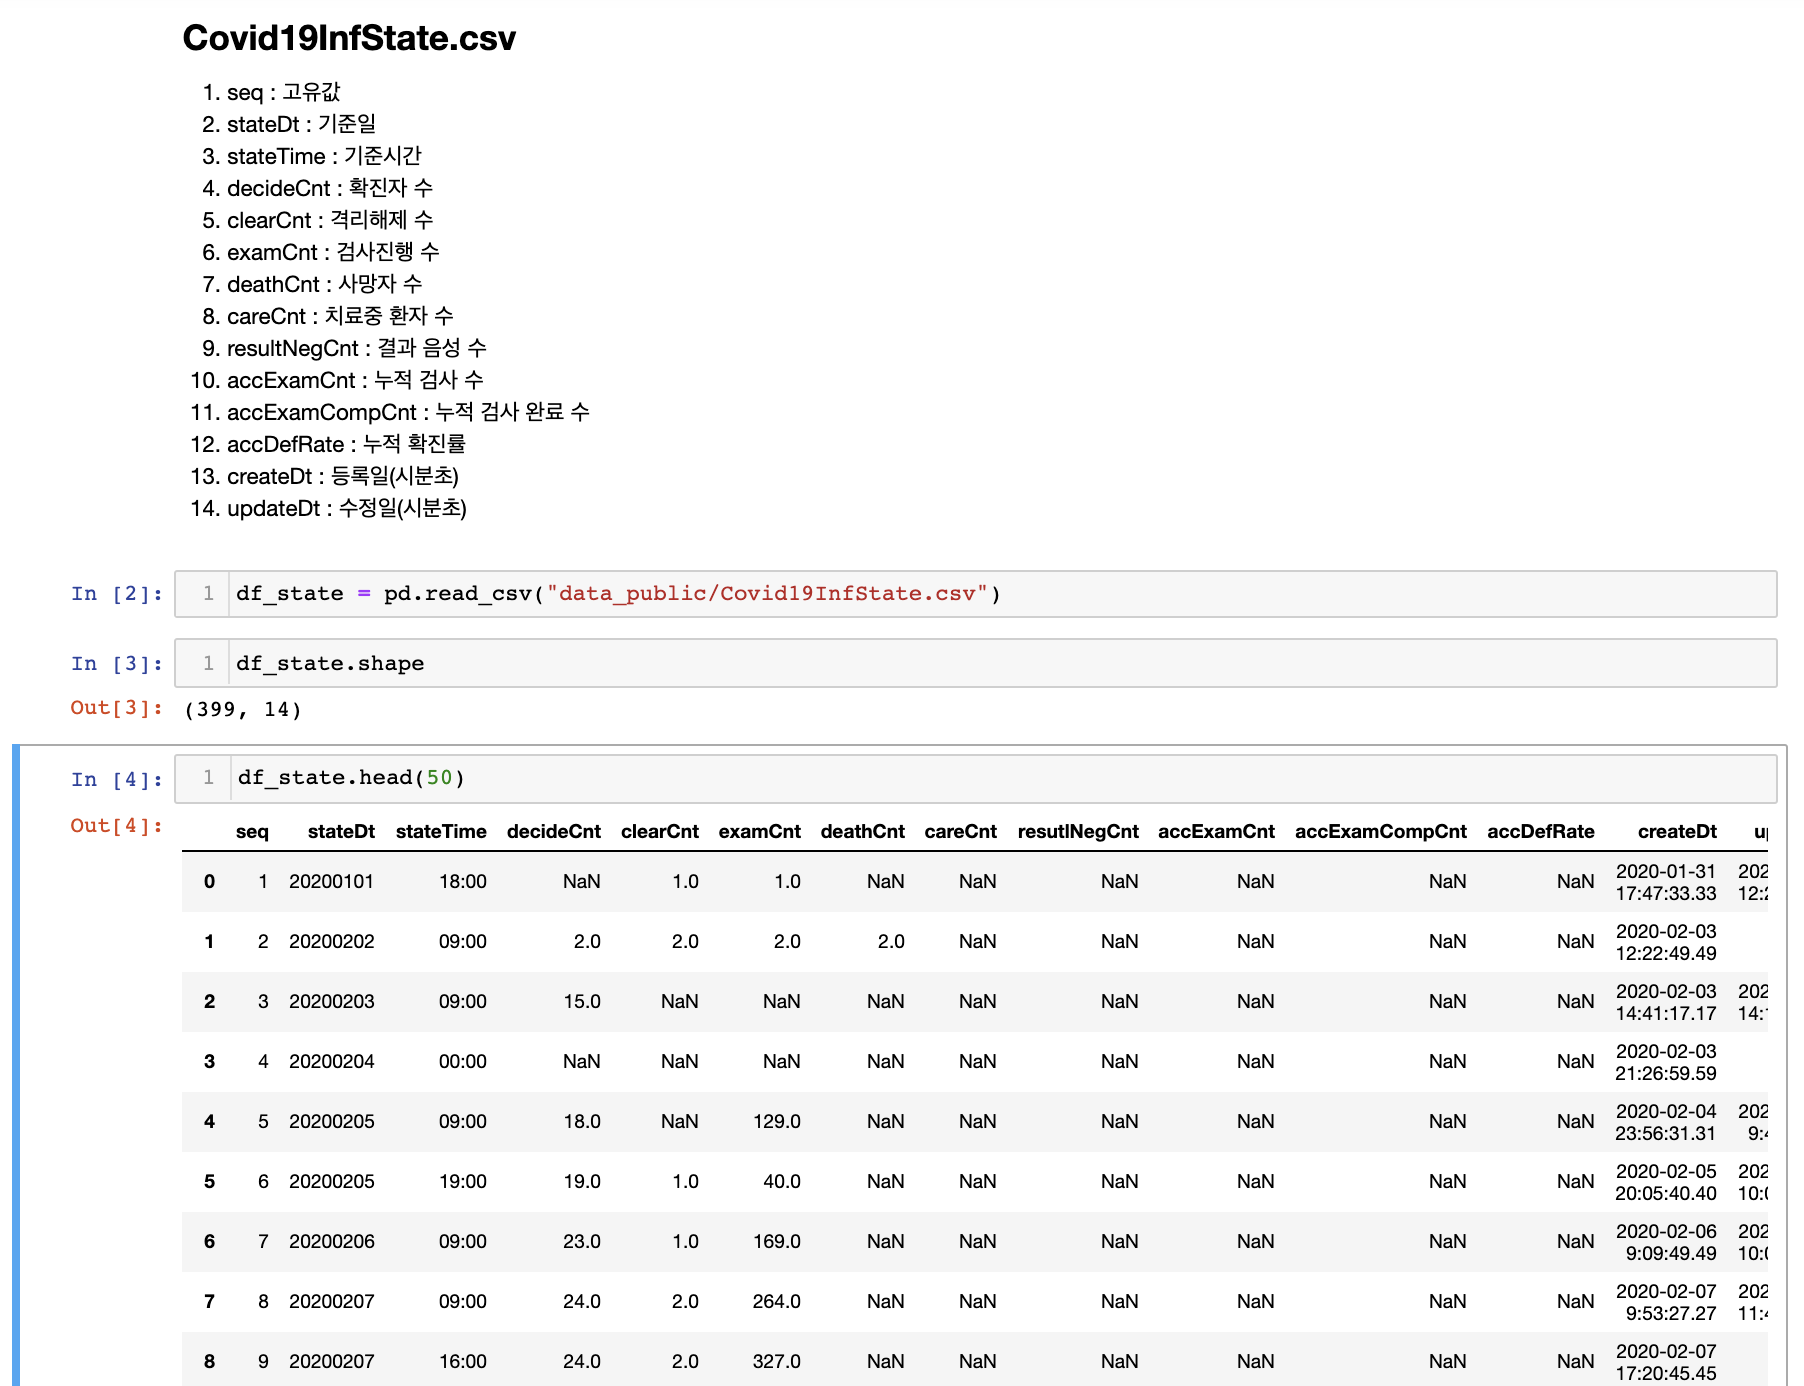 Covid19InfState.csv
1. seq : 고유값
2. stateDt : 기준일
3. stateTime : 기준시간
4. decideCnt : 확진자 수
5. clearCnt : 격리해제 수
6. examCnt : 검사진행 수
7. deathCnt : 사망자 수
8. careCnt : 치료중 환자 수
9. resultNegCnt : 결과 음성 수
10. accExamCnt : 누적 검사 수
11. accExamCompCnt : 누적 검사 완료 수
12. accDefRate : 누적 확진률
13. createDt : 등록일(시분초)
14. updateDt : 수정일(시분초)
In [2]: 1 df_state = pd.read_csv("data_public/Covid19InfState.csv")
In [3]: 1 df_state.shape
Out[3]: (399, 14)
In [4]: 1 df_state.head(50)
Out[4]:
seq stateDt stateTime decideCnt clearCnt examCnt deathCnt careCnt resutlNegCnt accExamCnt accExamCompCnt accDefRate createDt
0 1 20200101 18:00 NaN 1.0 1.0 NaN NaN NaN NaN NaN NaN 2020-01-31 202
17:47:33.33 12:2
1 2 20200202 09:00 2.0 2.0 2.0 2.0 NaN NaN NaN NaN NaN 2020-02-03
12:22:49.49
2 3 20200203 09:00 15.0 NaN NaN NaN NaN NaN NaN NaN NaN 2020-02-03 202
14:41:17.17 14:
3 4 20200204 00:00 NaN NaN NaN NaN NaN NaN NaN NaN NaN 2020-02-03
21:26:59.59
4 5 20200205 09:00 18.0 NaN 129.0 NaN NaN NaN NaN NaN NaN 2020-02-04 202
23:56:31.31 9:4
5 6 20200205 19:00 19.0 1.0 40.0 NaN NaN NaN NaN NaN NaN 2020-02-05 202
20:05:40.40 10:0
6 7 20200206 09:00 23.0 1.0 169.0 NaN NaN NaN NaN NaN NaN 2020-02-06 202
9:09:49.49 10:0
7 8 20200207 09:00 24.0 2.0 264.0 NaN NaN NaN NaN NaN NaN 2020-02-07 202
9:53:27.27 11:4
8 9 20200207 16:00 24.0 2.0 327.0 NaN NaN NaN NaN NaN NaN 2020-02-07
17:20:45.45